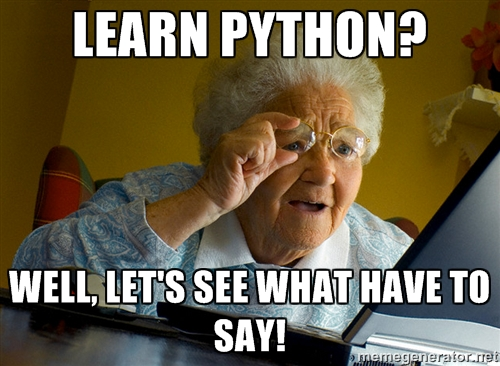 LEARN PYTHON?
WELL, LET'S SEE WHAT HAVE TO
SAY!
memegenerator.net